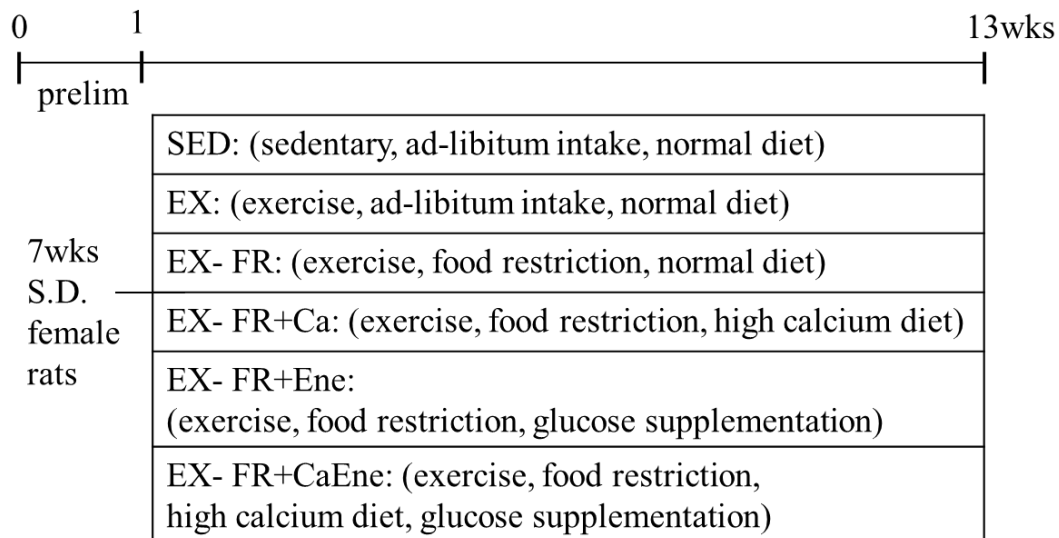 0 1 13wks
prelim
SED: (sedentary, ad-libitum intake, normal diet)
EX: (exercise, ad-libitum intake, normal diet)
7wks
S.D.
female
rats
EX- FR: (exercise, food restriction, normal diet)
EX- FR+Ca: (exercise, food restriction, high calcium diet)
EX- FR+Ene:
(exercise, food restriction, glucose supplementation)
EX- FR+CaEne: (exercise, food restriction,
high calcium diet, glucose supplementation)